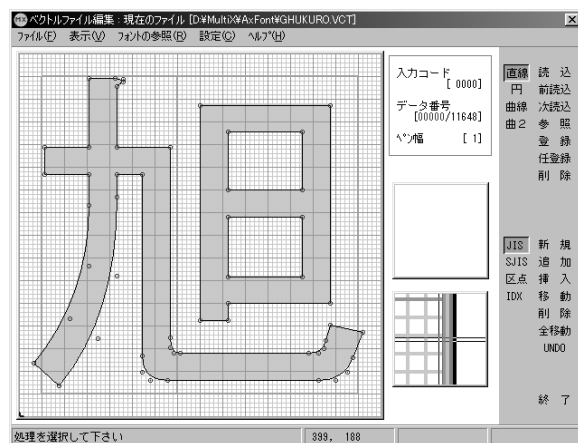 ベクトルファイル編集：現在のファイル [D:¥MultiX¥AxFont¥GHUKURO.VCT]
ﾌｧｲﾙ(F) 表示(V) ﾌｫﾝﾄの参照(R) 設定(C) ﾍﾙﾌﾟ(H)
旭
入力コード
[ 0000]
データ番号
[00000/11648]
ﾍﾟﾝ幅 [ 1]
直線 読 込
円 前読込
曲線 次読込
曲２ 参 照
登 録
任登録
削 除
JIS 新 規
SJIS 追 加
区点 挿 入
IDX 移 動
削 除
全移動
UNDO
終 了
処理を選択して下さい
399, 188